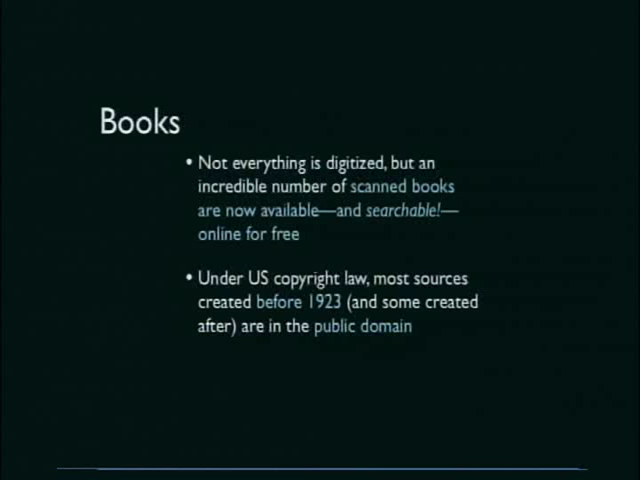 Books
• Not everything is digitized, but an
incredible number of scanned books
are now available—and searchable!—
online for free
• Under US copyright law, most sources
created before 1923 (and some created
after) are in the public domain